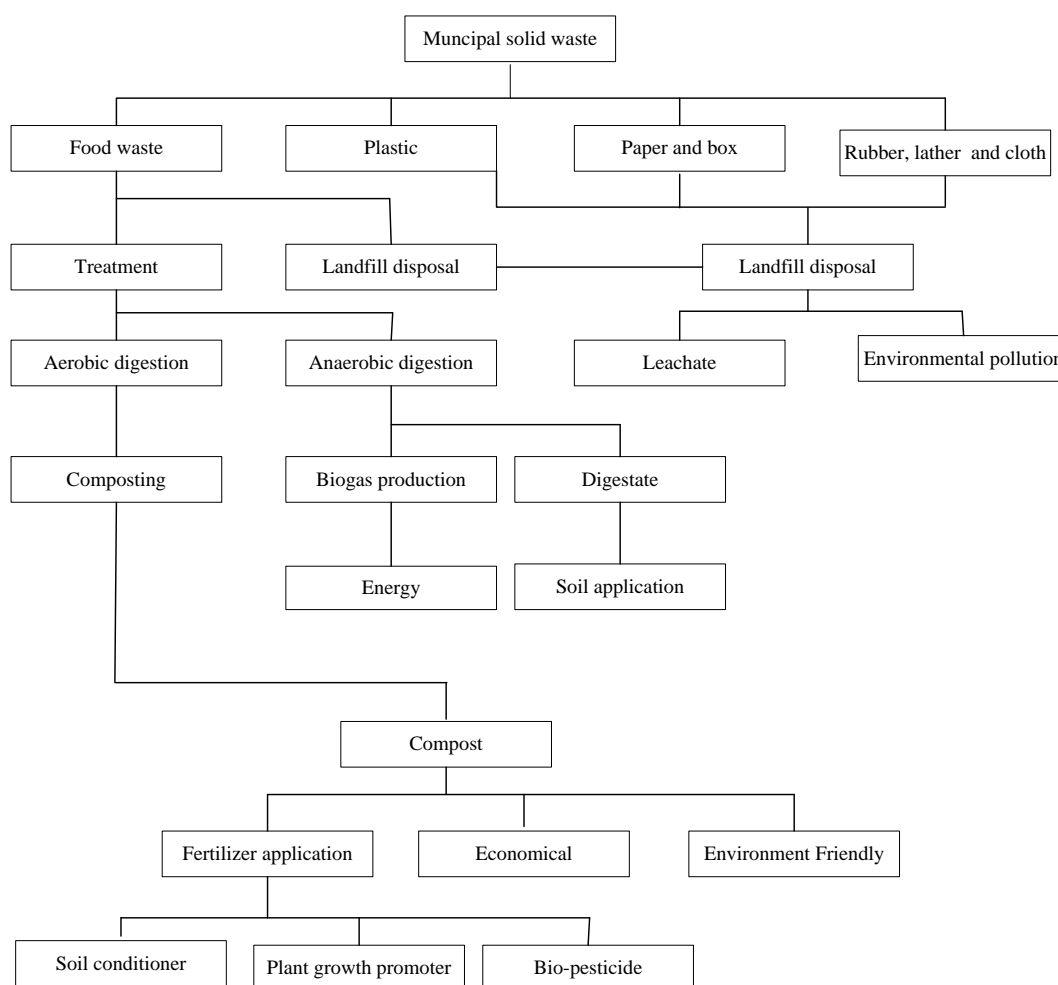 Muncipal solid waste
Food waste
Plastic
Paper and box
Rubber, lather and cloth
Treatment
Landfill disposal
Landfill disposal
Aerobic digestion
Anaerobic digestion
Leachate
Environmental pollution
Composting
Biogas production
Digestate
Energy
Soil application
Compost
Fertilizer application
Economical
Environment Friendly
Soil conditioner
Plant growth promoter
Bio-pesticide